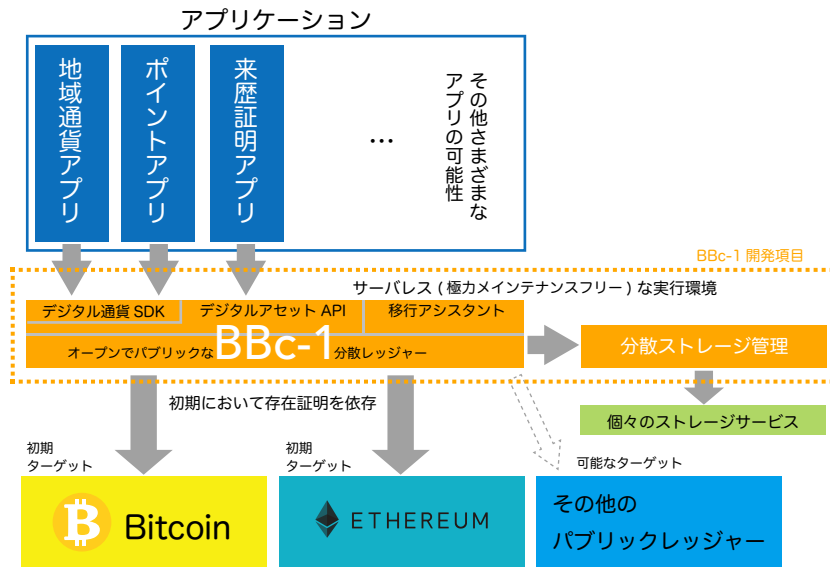 アプリケーション
地域通貨アプリ
ポイントアプリ
来歴証明アプリ
…
その他さまざまな
アプリの可能性
BBc-1 開発項目
サーバレス ( 極力メインテナンスフリー ) な実行環境
デジタル通貨 SDK
デジタルアセット API
移行アシスタント
オープンでパブリックな BBc-1 分散レッジャー
分散ストレージ管理
初期において存在証明を依存
個々のストレージサービス
初期
ターゲット
初期
ターゲット
可能なターゲット
Bitcoin
ETHEREUM
その他の
パブリックレッジャー